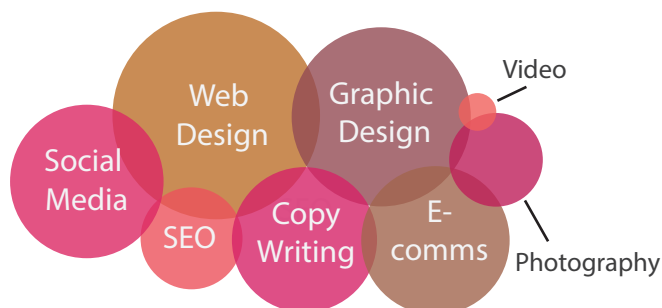 Web
Design
Graphic
Design
Video
Social
Media
SEO
Copy
Writing
E-
comms
Photography